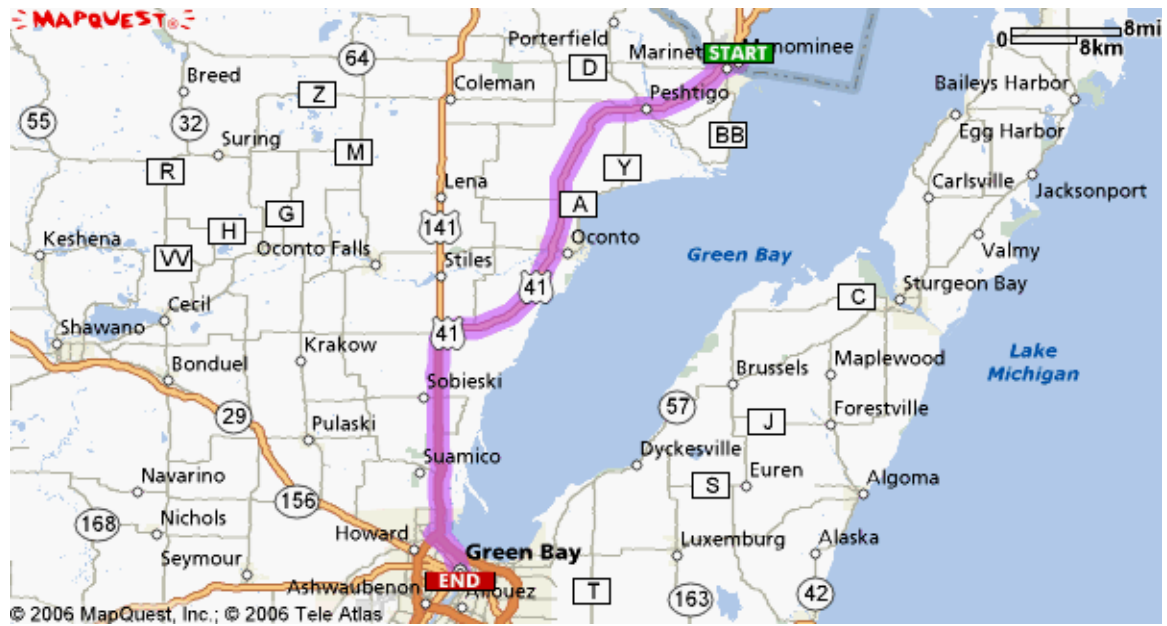 MAPQUEST®
8mi
0
8km
Porterfield
Marinet
START
Menominee
64
D
Breed
Coleman
Peshtigo
Baileys Harbor
Z
55
32
Suring
M
BB
Egg Harbor
R
Y
Lena
Carlsville
Jacksonport
A
G
H
141
Oconto
Keshena
VV
Oconto Falls
Stiles
Green Bay
Valmy
41
C
Sturgeon Bay
Cecil
Shawano
41
Krakow
Lake
Michigan
Bonduel
Sobieski
Brussels
Maplewood
29
57
J
Forestville
Pulaski
Dyckesville
Suamico
Navarino
S
Euren
Algoma
156
168
Nichols
Howard
Seymour
Green Bay
Luxemburg
Alaska
Ashwaubenon
END
Allouez
T
163
42
© 2006 MapQuest, Inc.; © 2006 Tele Atlas